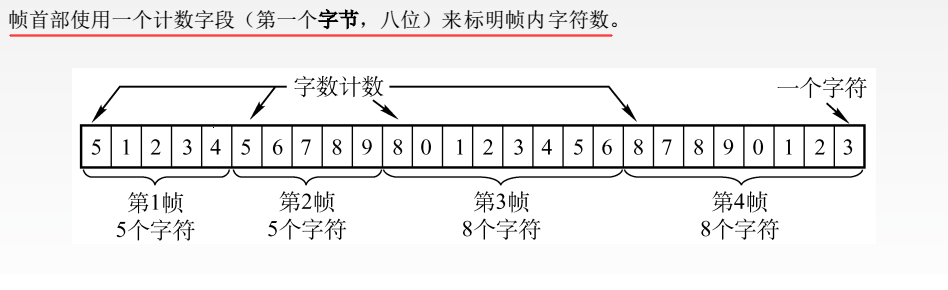 帧首部使用一个计数字段（第一个字节，八位）来标明帧内字符数。
字数计数
一个字符
5 1 2 3 4 5 6 7 8 9 8 0 1 2 3 4 5 6 8 7 8 9 0 1 2 3
第1帧 第2帧 第3帧 第4帧
5个字符 5个字符 8个字符 8个字符